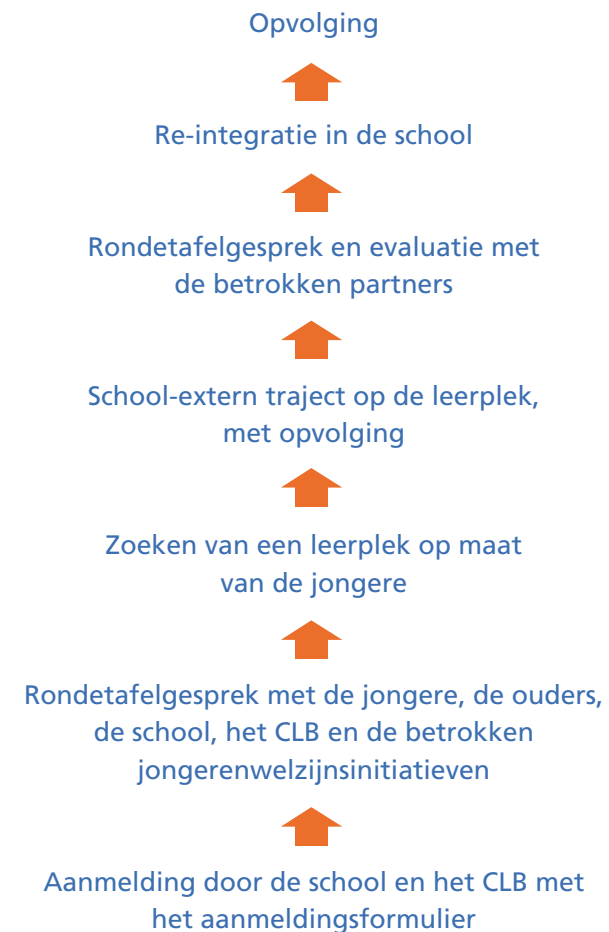 Opvolging
Re-integratie in de school
Rondetafelgesprek en evaluatie met
de betrokken partners
School-extern traject op de leerplek,
met opvolging
Zoeken van een leerplek op maat
van de jongere
Rondetafelgesprek met de jongere, de ouders,
de school, het CLB en de betrokken
jongerenwelzijnsinitiatieven
Aanmelding door de school en het CLB met
het aanmeldingsformulier